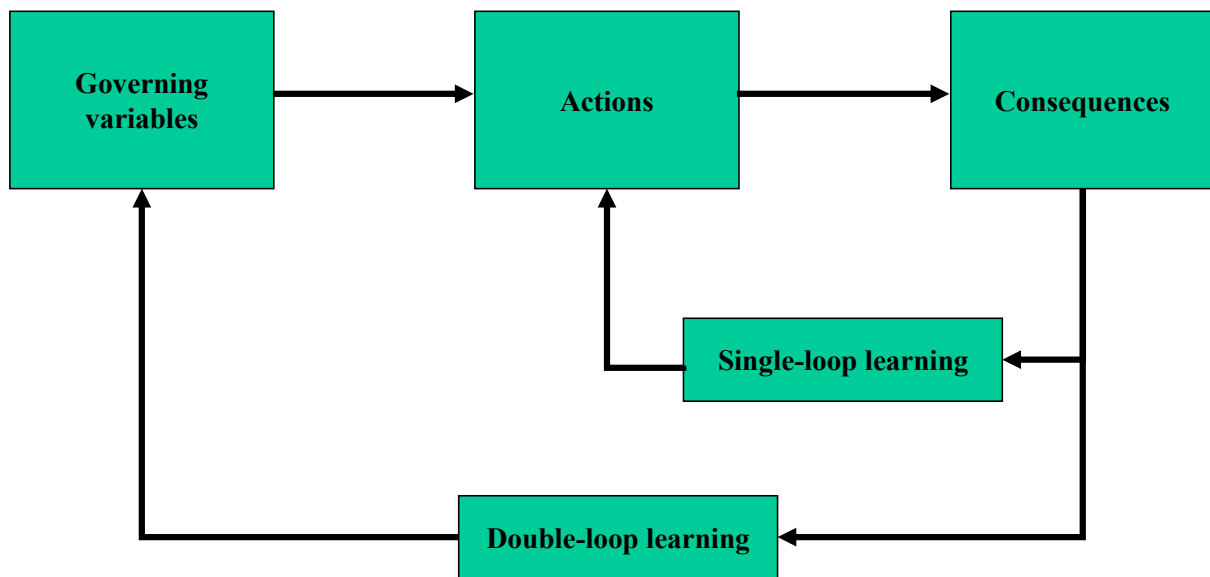 Governing
variables
Actions
Consequences
Single-loop learning
Double-loop learning